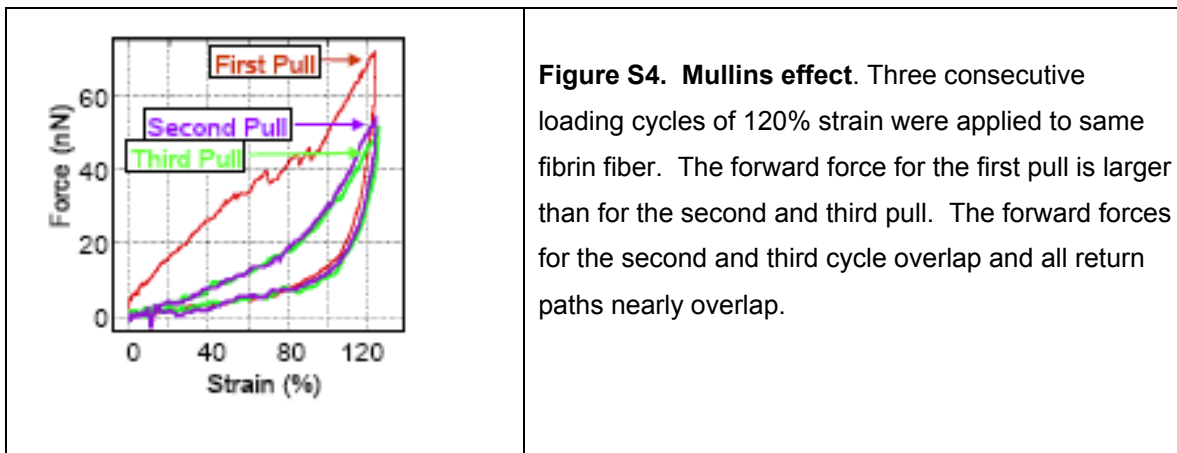 First Pull
Second Pull
Third Pull
Force (nN)
60
40
20
0
0 40 80 120
Strain (%)
Figure S4. Mullins effect. Three consecutive
loading cycles of 120% strain were applied to same
fibrin fiber. The forward force for the first pull is larger
than for the second and third pull. The forward forces
for the second and third cycle overlap and all return
paths nearly overlap.